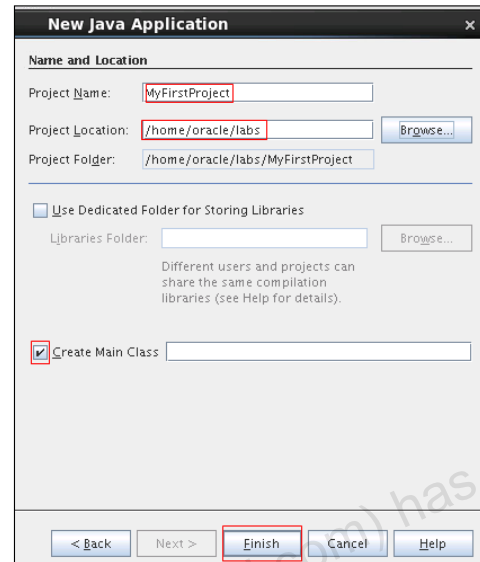 New Java Application ×
Name and Location
Project Name: MyFirstProject
Project Location: /home/oracle/labs Browse...
Project Folder: /home/oracle/labs/MyFirstProject
Use Dedicated Folder for Storing Libraries
Libraries Folder: Browse...
Different users and projects can
share the same compilation
libraries (see Help for details).
Create Main Class
com) has
< Back Next > Finish Cancel Help